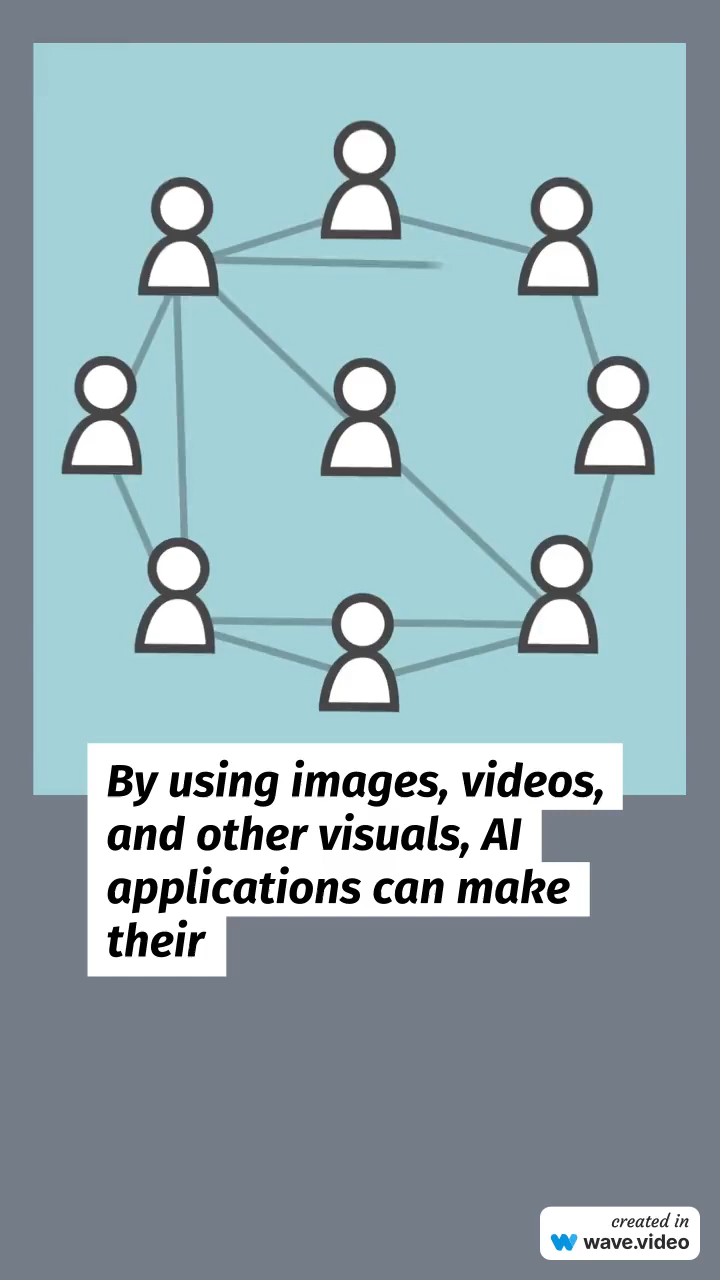 By using images, videos,
and other visuals, AI
applications can make
their
created in
wave.video